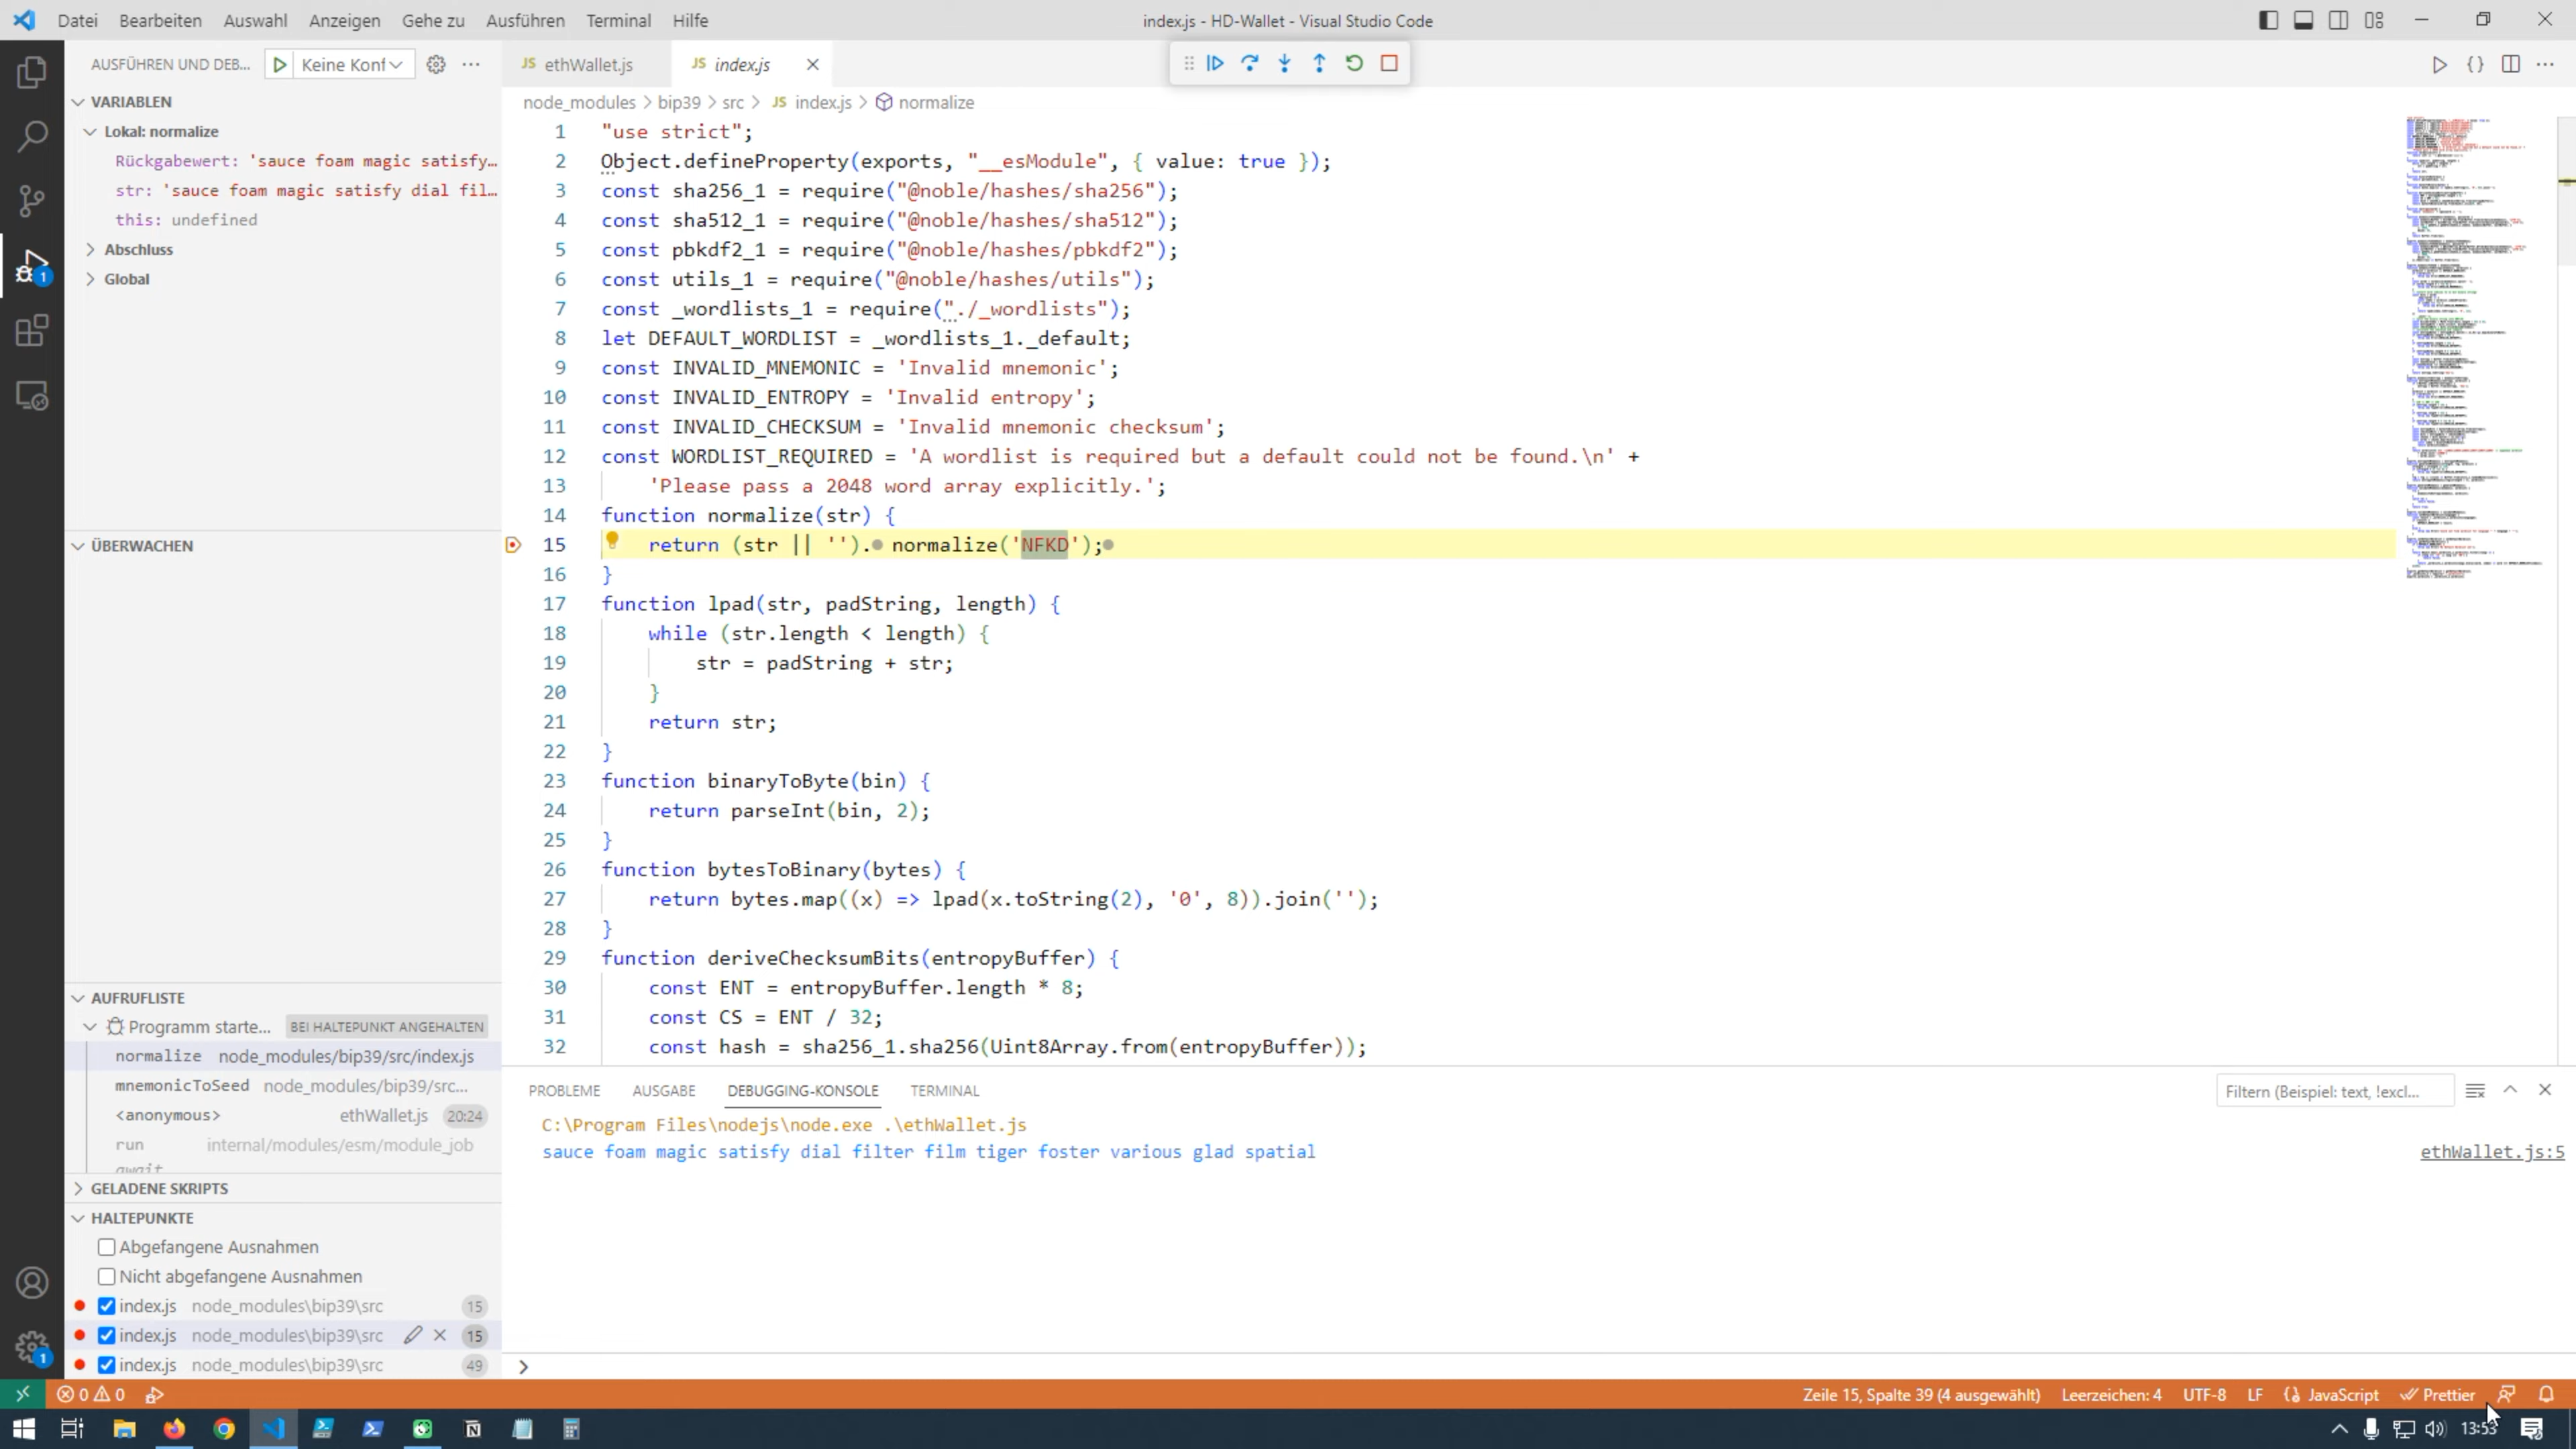 Datei Bearbeiten Auswahl Anzeigen Gehe zu Ausführen Terminal Hilfe
index.js - HD-Wallet - Visual Studio Code
AUSFÜHREN UND DEB... Keine Konf
VARIABLEN
Lokal: normalize
Rückgabewert: 'sauce foam magic satisfy...
str: 'sauce foam magic satisfy dial fil...
this: undefined
Abschluss
Global
ÜBERWACHEN
AUFRUFLISTE
Programm starte... BEI HALTEPUNKT ANGEHALTEN
normalize node_modules/bip39/src/index.js
mnemonicToSeed node_modules/bip39/src...
<anonymous> ethWallet.js 20:24
run internal/modules/esm/module_job
await
GELADENE SKRIPTS
HALTEPUNKTE
Abgefangene Ausnahmen
Nicht abgefangene Ausnahmen
index.js node_modules\bip39\src 15
index.js node_modules\bip39\src 15
index.js node_modules\bip39\src 49
JS ethWallet.js JS index.js
node_modules > bip39 > src > JS index.js > normalize
1 "use strict";
2 Object.defineProperty(exports, "__esModule", { value: true });
3 const sha256_1 = require("@noble/hashes/sha256");
4 const sha512_1 = require("@noble/hashes/sha512");
5 const pbkdf2_1 = require("@noble/hashes/pbkdf2");
6 const utils_1 = require("@noble/hashes/utils");
7 const _wordlists_1 = require("./_wordlists");
8 let DEFAULT_WORDLIST = _wordlists_1._default;
9 const INVALID_MNEMONIC = 'Invalid mnemonic';
10 const INVALID_ENTROPY = 'Invalid entropy';
11 const INVALID_CHECKSUM = 'Invalid mnemonic checksum';
12 const WORDLIST_REQUIRED = 'A wordlist is required but a default could not be found.\n' +
13 'Please pass a 2048 word array explicitly.';
14 function normalize(str) {
15 return (str || '').normalize('NFKD');
16 }
17 function lpad(str, padString, length) {
18 while (str.length < length) {
19 str = padString + str;
20 }
21 return str;
22 }
23 function binaryToByte(bin) {
24 return parseInt(bin, 2);
25 }
26 function bytesToBinary(bytes) {
27 return bytes.map((x) => lpad(x.toString(2), '0', 8)).join('');
28 }
29 function deriveChecksumBits(entropyBuffer) {
30 const ENT = entropyBuffer.length * 8;
31 const CS = ENT / 32;
32 const hash = sha256_1.sha256(Uint8Array.from(entropyBuffer));
PROBLEME AUSGABE DEBUGGING-KONSOLE TERMINAL
Filtern (Beispiel: text, !excl...
C:\Program Files\nodejs\node.exe .\ethWallet.js
sauce foam magic satisfy dial filter film tiger foster various glad spatial
ethWallet.js:5
0 0
Zeile 15, Spalte 39 (4 ausgewählt) Leerzeichen: 4 UTF-8 LF JavaScript Prettier
13:53